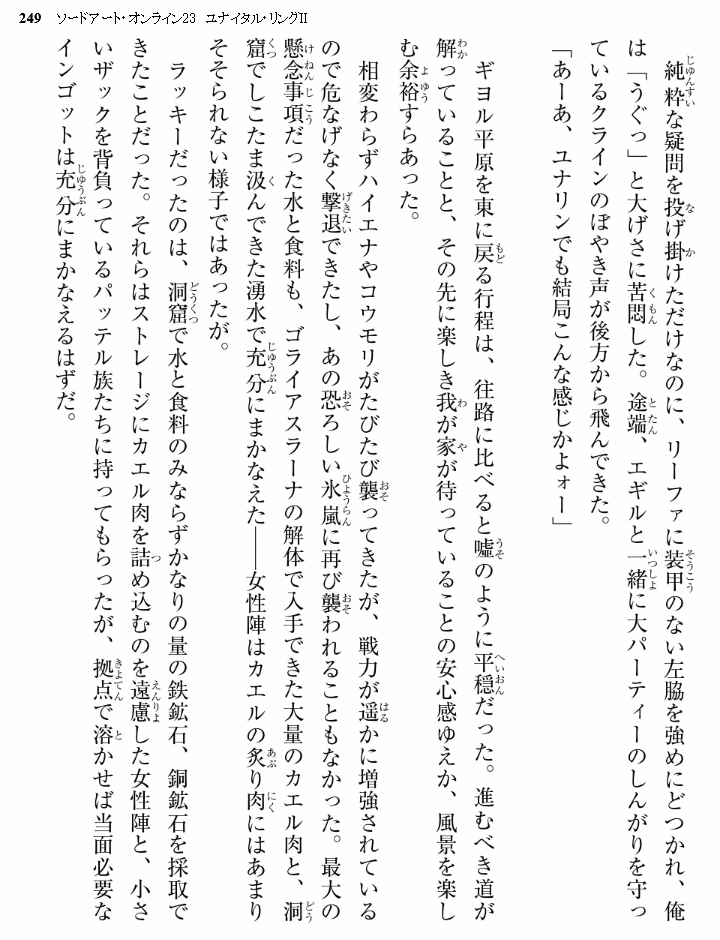 249 ソードアート・オンライン23 ユナイタル・リングⅡ
純粋な疑問を投げ掛けただけなのに、リーファに装甲のない左脇を強めにどつかれ、俺
は「うぐっ」と大げさに苦悶した。途端、エギルと一緒に大パーティーのしんがりを守っ
ているクラインのぼやき声が後方から飛んできた。
「あーあ、ユナリンでも結局こんな感じかよォー」
ギヨル平原を東に戻る行程は、往路に比べると嘘のように平穏だった。進むべき道が
解っていることと、その先に楽しき我が家が待っていることの安心感ゆえか、風景を楽し
む余裕すらあった。
相変わらずハイエナやコウモリがたびたび襲ってきたが、戦力が遥かに増強されている
ので危なげなく撃退できたし、あの恐ろしい氷嵐に再び襲われることもなかった。最大の
懸念事項だった水と食料も、ゴライアスラーナの解体で入手できた大量のカエル肉と、洞
窟でしこたま汲んできた湧水で充分にまかなえた――女性陣はカエルの炙り肉にはあまり
そそられない様子ではあったが。
ラッキーだったのは、洞窟で水と食料のみならずかなりの量の鉄鉱石、銅鉱石を採取で
きたことだった。それらはストレージにカエル肉を詰め込むのを遠慮した女性陣と、小さ
いザックを背負っているパッテル族たちに持ってもらったが、拠点で溶かせば当面必要な
インゴットは充分にまかなえるはずだ。